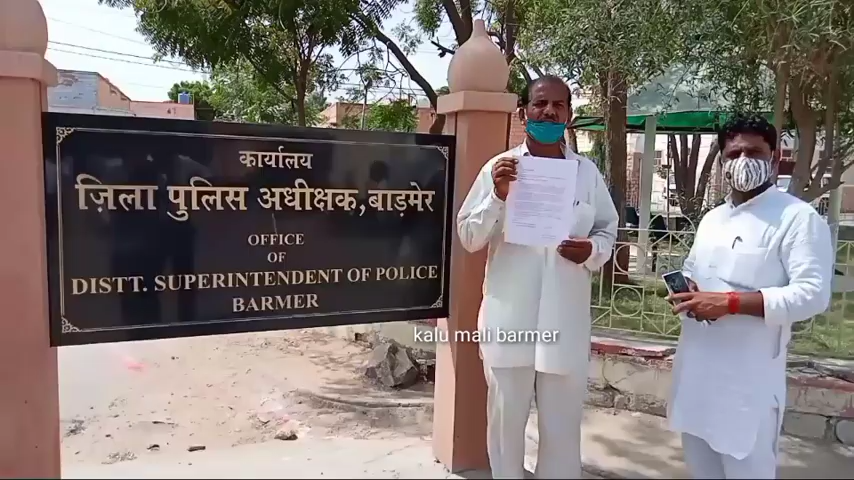 कार्यालय
ज़िला पुलिस अधीक्षक, बाड़मेर
OFFICE
OF
DISTT. SUPERINTENDENT OF POLICE
BARMER
kalu mali barmer